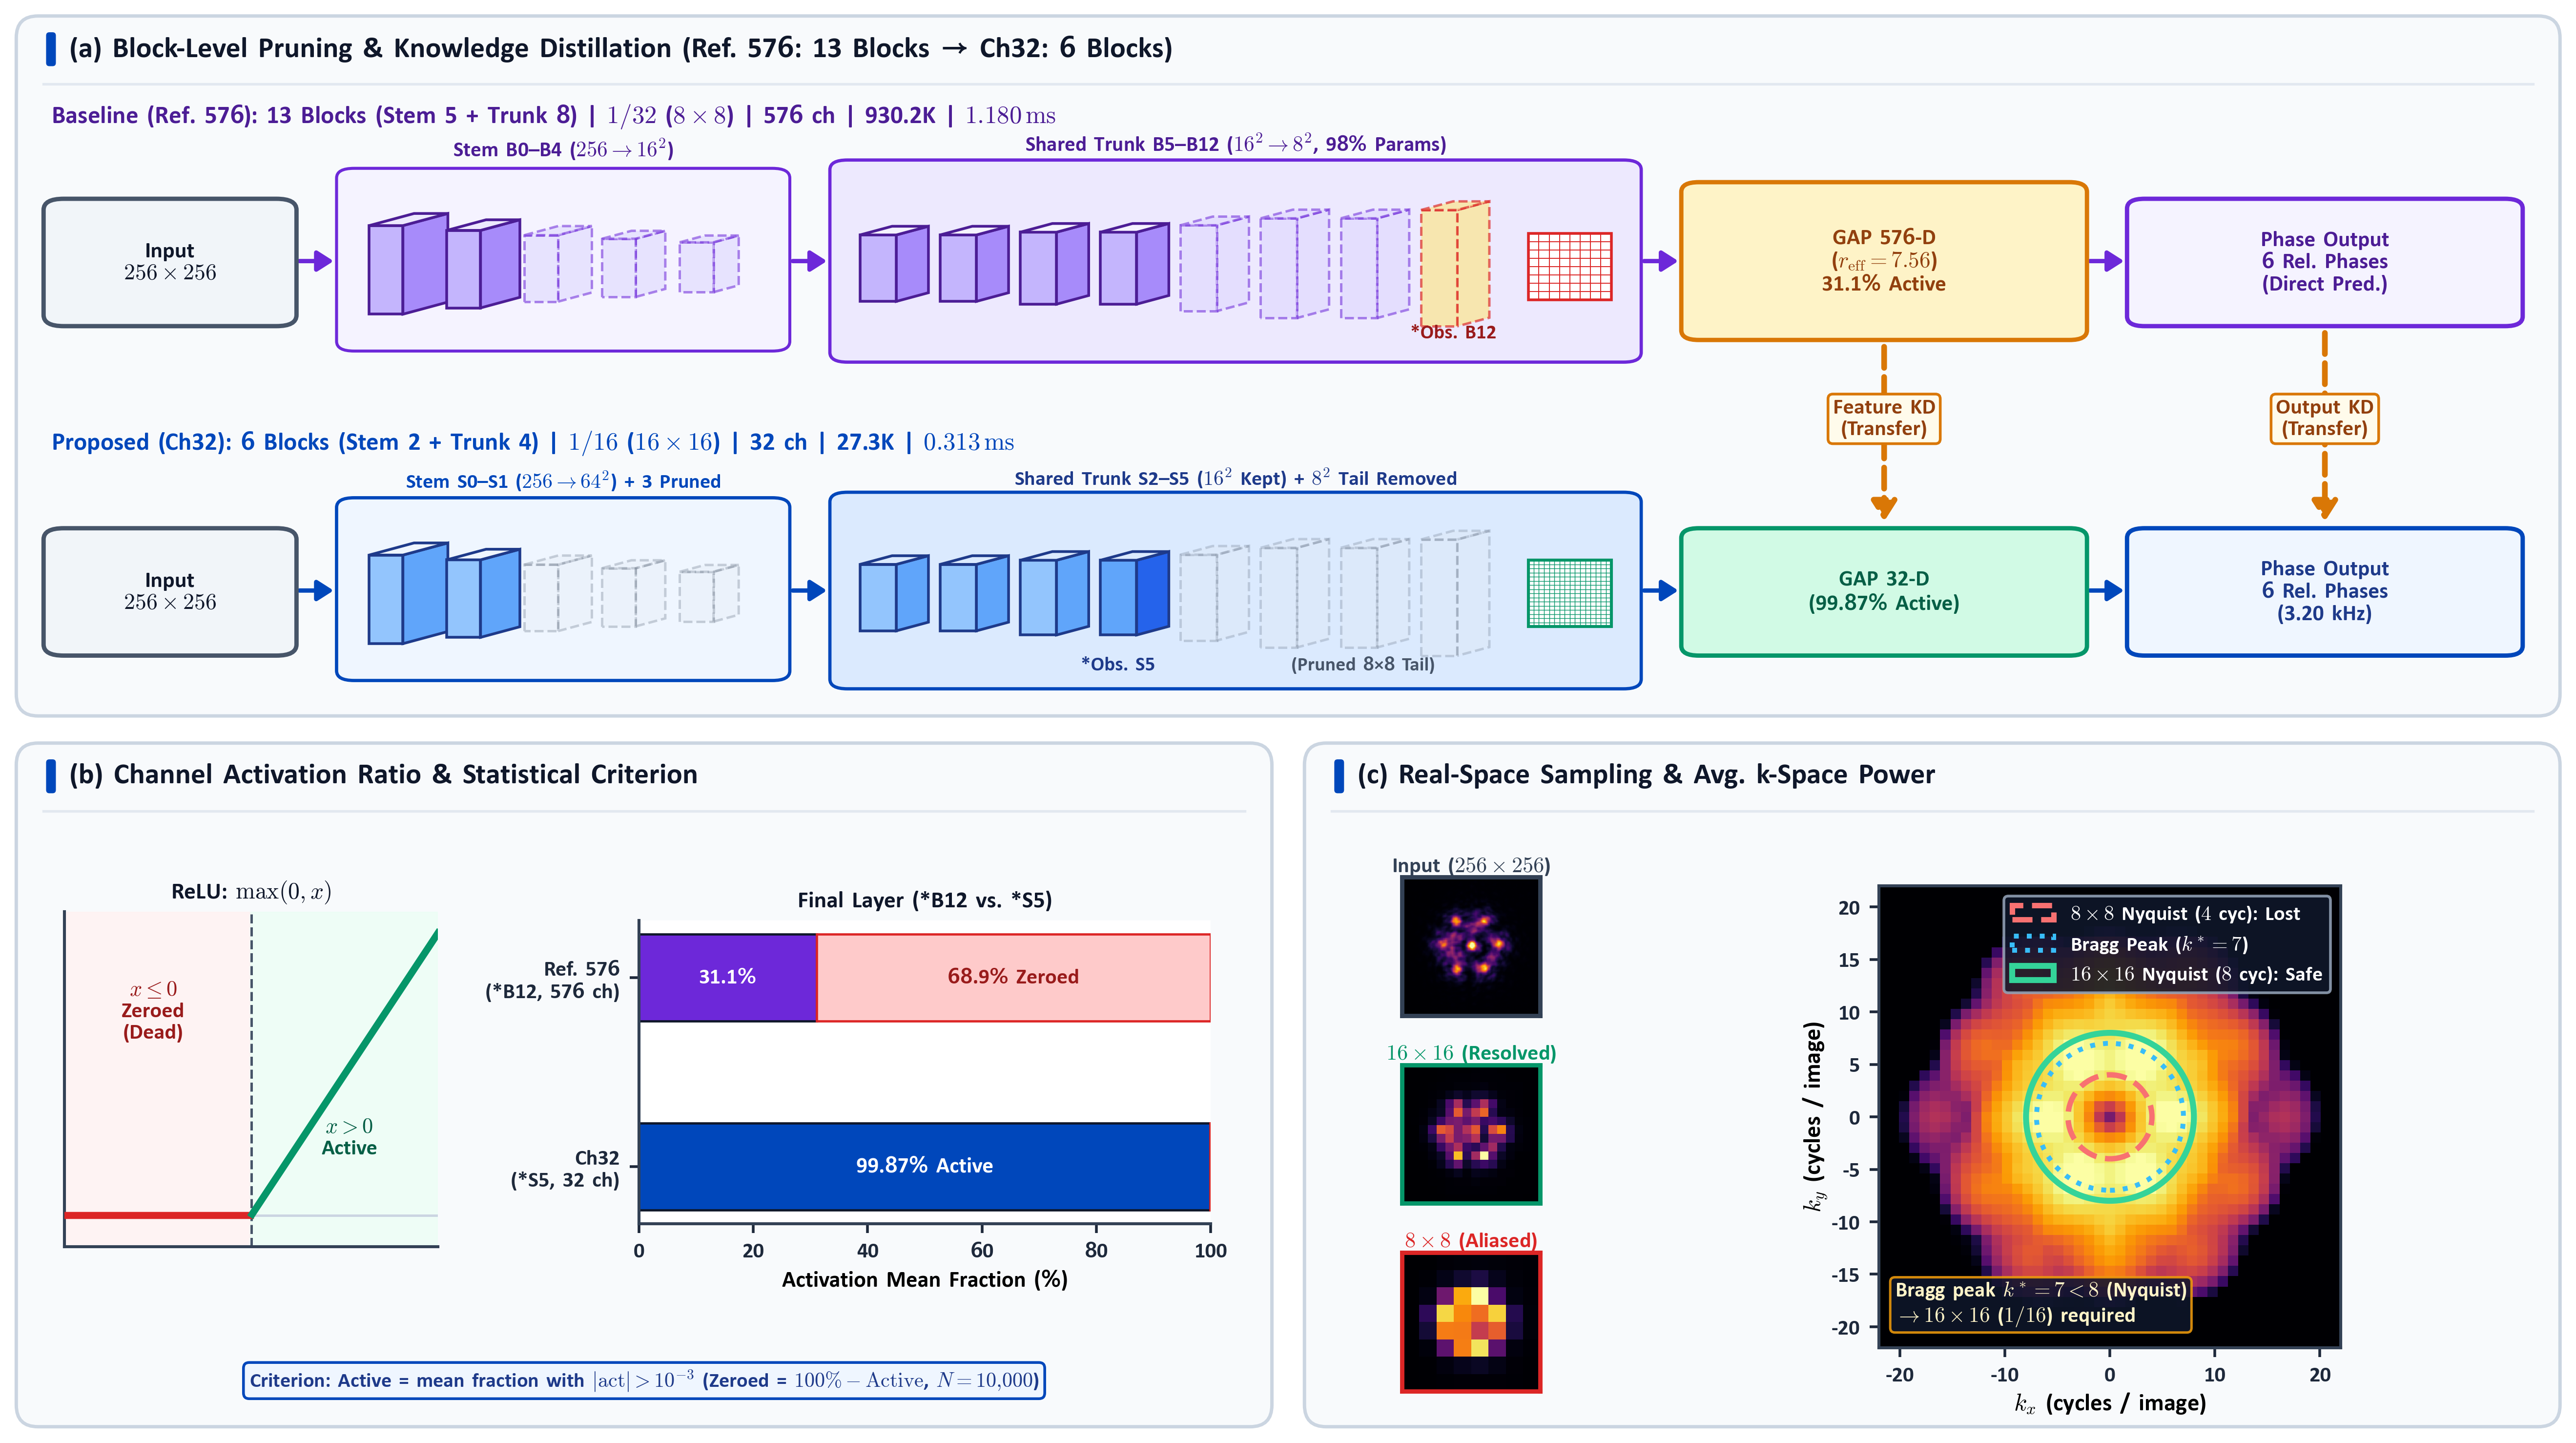 (a) Block-Level Pruning & Knowledge Distillation (Ref. 576: 13 Blocks → Ch32: 6 Blocks)
Baseline (Ref. 576): 13 Blocks (Stem 5 + Trunk 8) | 1/32 (8 × 8) | 576 ch | 930.2K | 1.180 ms
Stem B0–B4 (256 → 16²)
Shared Trunk B5–B12 (16² → 8², 98% Params)
Input
256 × 256
*Obs. B12
GAP 576-D
(r_eff = 7.56)
31.1% Active
Phase Output
6 Rel. Phases
(Direct Pred.)
Feature KD
(Transfer)
Output KD
(Transfer)
Proposed (Ch32): 6 Blocks (Stem 2 + Trunk 4) | 1/16 (16 × 16) | 32 ch | 27.3K | 0.313 ms
Stem S0–S1 (256 → 64²) + 3 Pruned
Shared Trunk S2–S5 (16² Kept) + 8² Tail Removed
Input
256 × 256
*Obs. S5
(Pruned 8×8 Tail)
GAP 32-D
(99.87% Active)
Phase Output
6 Rel. Phases
(3.20 kHz)
(b) Channel Activation Ratio & Statistical Criterion
ReLU: max(0, x)
x ≤ 0
Zeroed
(Dead)
x > 0
Active
Final Layer (*B12 vs. *S5)
Ref. 576
(*B12, 576 ch)
31.1%
68.9% Zeroed
Ch32
(*S5, 32 ch)
99.87% Active
0 20 40 60 80 100
Activation Mean Fraction (%)
Criterion: Active = mean fraction with |act| > 10⁻³ (Zeroed = 100% − Active, N = 10,000)
(c) Real-Space Sampling & Avg. k-Space Power
Input (256 × 256)
16 × 16 (Resolved)
8 × 8 (Aliased)
8 × 8 Nyquist (4 cyc): Lost
Bragg Peak (k* = 7)
16 × 16 Nyquist (8 cyc): Safe
20
15
10
5
0
-5
-10
-15
-20
k_y (cycles / image)
Bragg peak k* = 7 < 8 (Nyquist)
→ 16 × 16 (1/16) required
-20 -10 0 10 20
k_x (cycles / image)